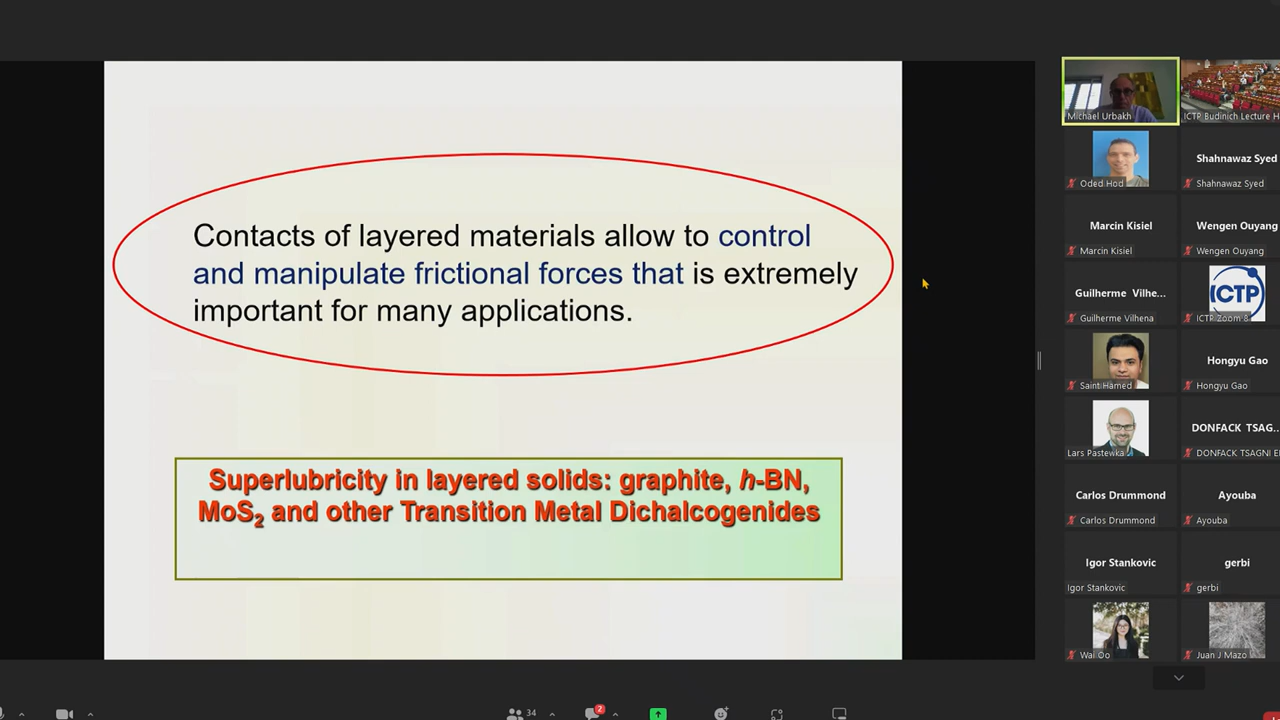 Contacts of layered materials allow to control
and manipulate frictional forces that is extremely
important for many applications.
Superlubricity in layered solids: graphite, h-BN,
MoS2 and other Transition Metal Dichalcogenides
Michael Urbakh
ICTP Budinich Lecture H
Oded Hod
Shahnawaz Syed
Shahnawaz Syed
Marcin Kisiel
Marcin Kisiel
Wengen Ouyang
Wengen Ouyang
Guilherme Vilhe...
Guilherme Vilhena
ICTP
ICTP Zoom 8
Saint Hamed
Hongyu Gao
Hongyu Gao
Lars Pastewka
DONFACK TSAG...
DONFACK TSAGNI E
Carlos Drummond
Carlos Drummond
Ayouba
Ayouba
Igor Stankovic
Igor Stankovic
gerbi
gerbi
Wai Oo
Juan J Mazo
34
2